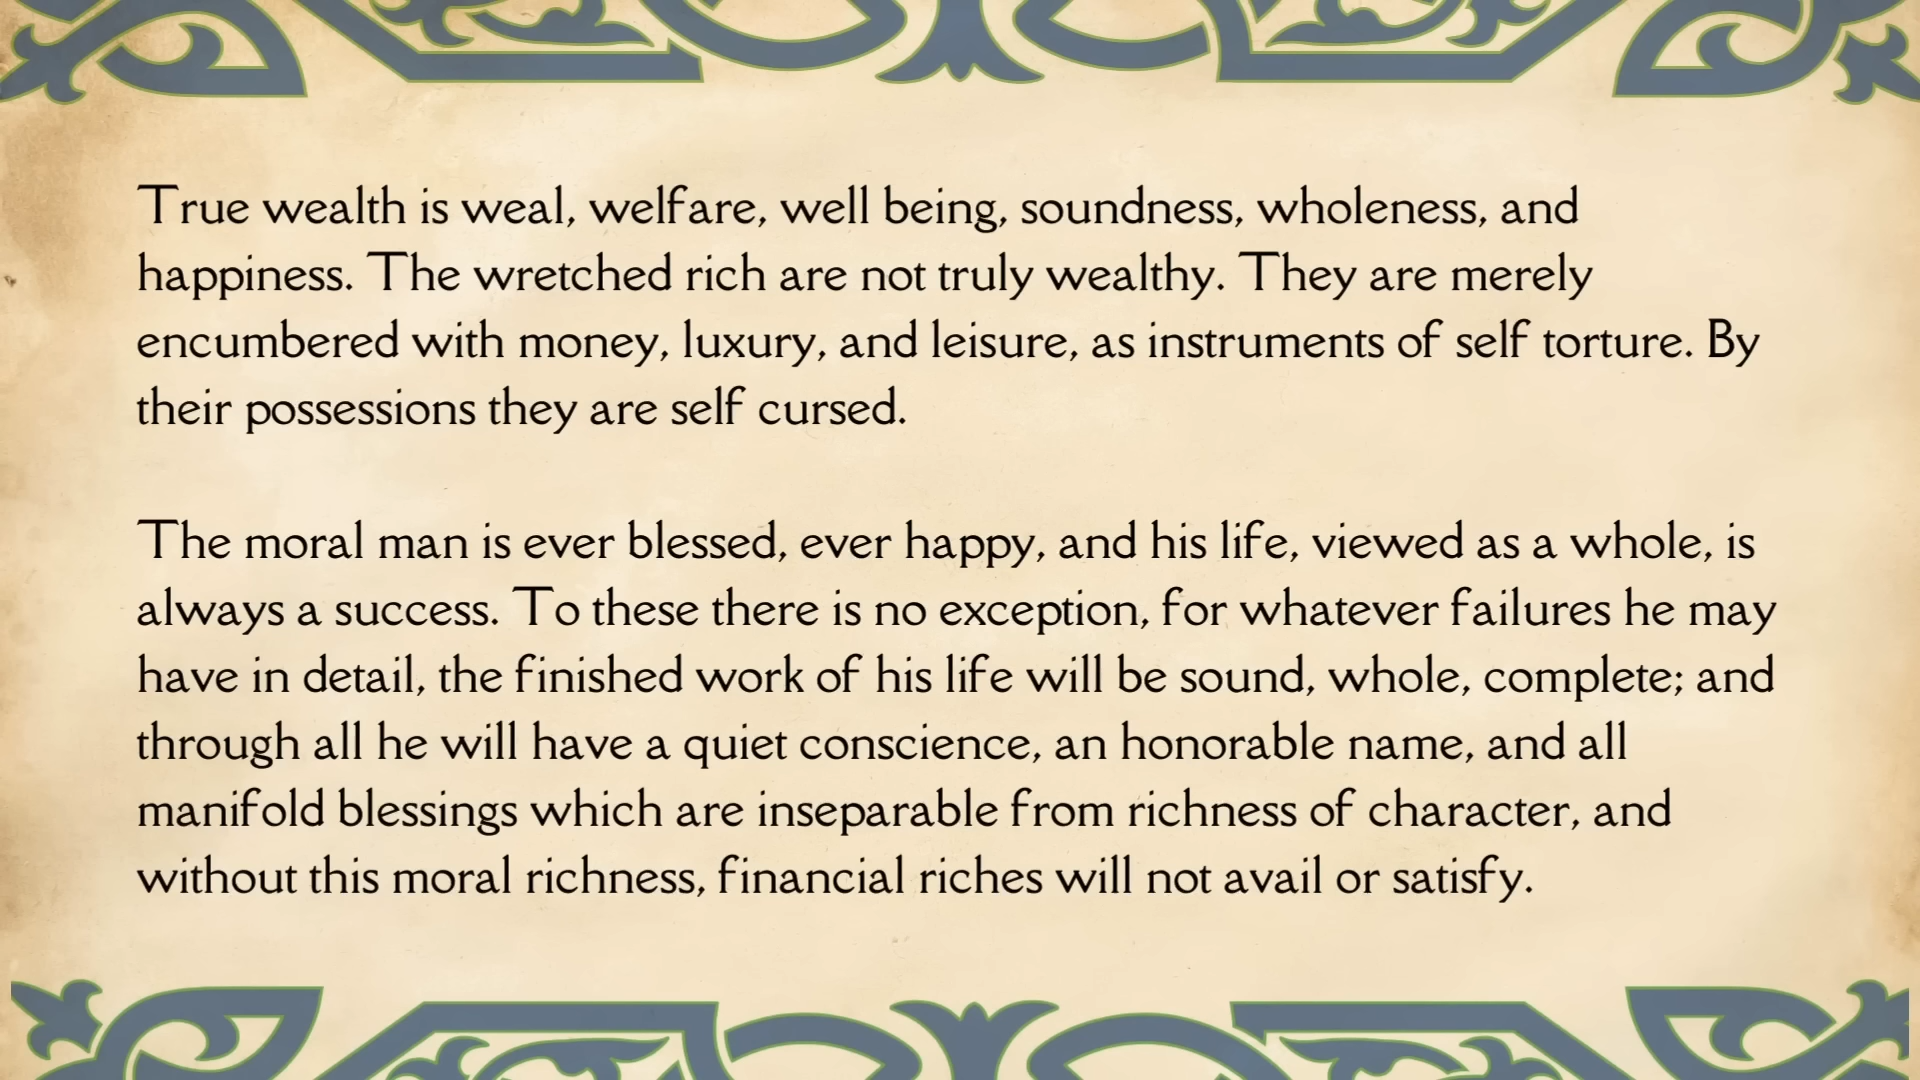 True wealth is weal, welfare, well being, soundness, wholeness, and
happiness. The wretched rich are not truly wealthy. They are merely
encumbered with money, luxury, and leisure, as instruments of self torture. By
their possessions they are self cursed.
The moral man is ever blessed, ever happy, and his life, viewed as a whole, is
always a success. To these there is no exception, for whatever failures he may
have in detail, the finished work of his life will be sound, whole, complete; and
through all he will have a quiet conscience, an honorable name, and all
manifold blessings which are inseparable from richness of character, and
without this moral richness, financial riches will not avail or satisfy.